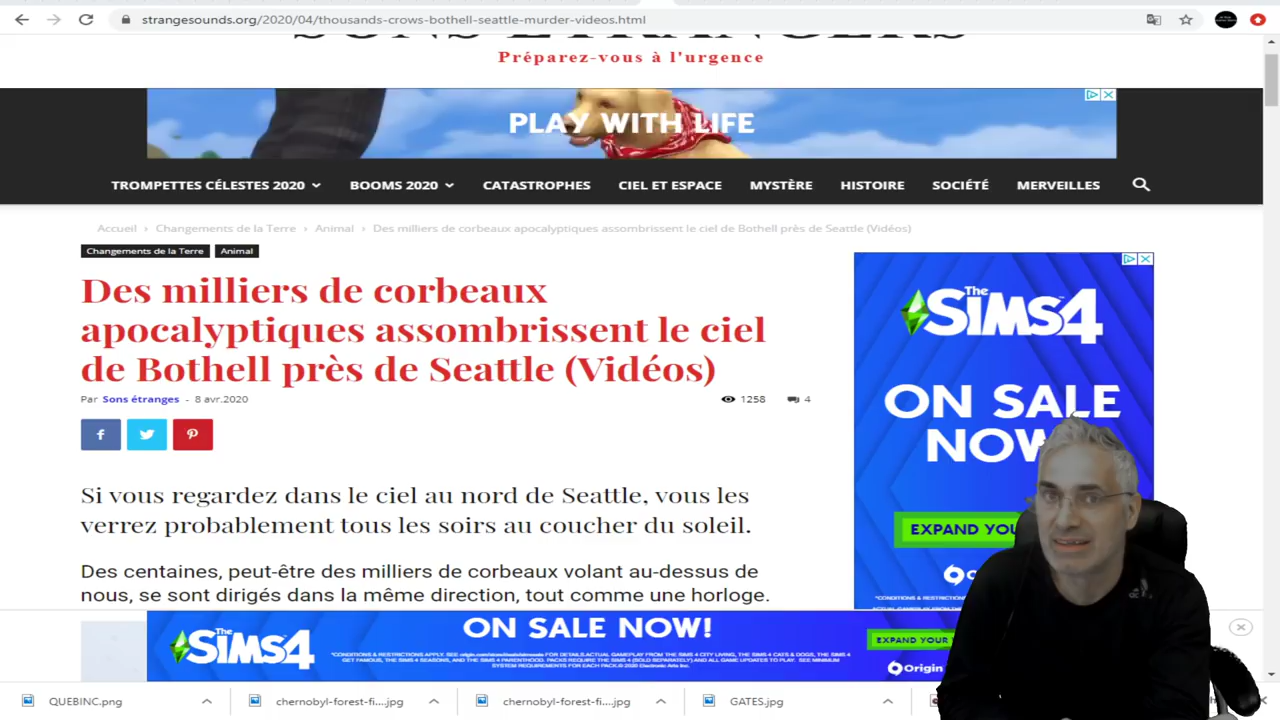 strangesounds.org/2020/04/thousands-crows-bothell-seattle-murder-videos.html
SONS ÉTRANGERS
Préparez-vous à l'urgence
PLAY WITH LIFE
TROMPETTES CÉLESTES 2020 BOOMS 2020 CATASTROPHES CIEL ET ESPACE MYSTÈRE HISTOIRE SOCIÉTÉ MERVEILLES
Accueil › Changements de la Terre › Animal › Des milliers de corbeaux apocalyptiques assombrissent le ciel de Bothell près de Seattle (Vidéos)
Changements de la Terre Animal
Des milliers de corbeaux
apocalyptiques assombrissent le ciel
de Bothell près de Seattle (Vidéos)
Par Sons étranges - 8 avr.2020 1258 4
The SIMS 4
ON SALE
NOW
EXPAND YOU
Si vous regardez dans le ciel au nord de Seattle, vous les
verrez probablement tous les soirs au coucher du soleil.
Des centaines, peut-être des milliers de corbeaux volant au-dessus de
nous, se sont dirigés dans la même direction, tout comme une horloge.
The SIMS 4
ON SALE NOW!
EXPAND YOUR
Origin
QUEBINC.png chernobyl-forest-fi....jpg chernobyl-forest-fi....jpg GATES.jpg